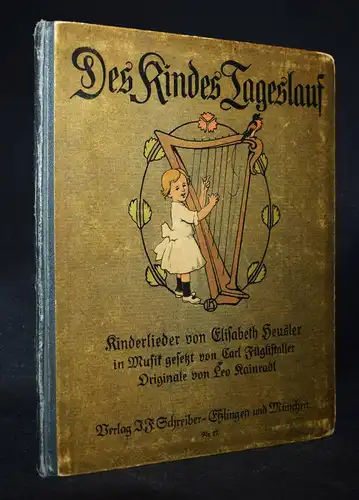 Des Kindes Tageslauf
Kinderlieder von Elisabeth Heusler
in Musik gesetzt von Carl Füglistaller
Originale von Leo Kainradl
Verlag J.F. Schreiber-Eßlingen und München